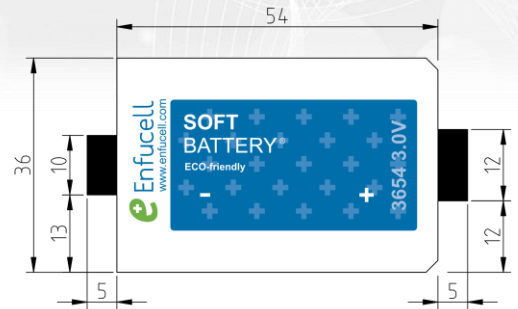 54
36
10
13
5
Enfucell
www.enfucell.com
SOFT
BATTERY®
ECO-friendly
-
+
3654 3.0V
12
12
5